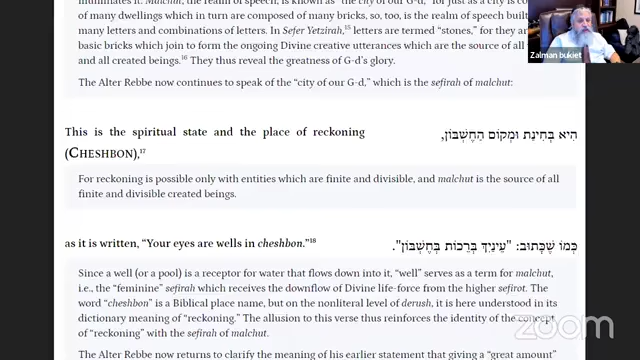 illuminates it. Malchut, the realm of speech, is known as "the city of our G-d," for just as a city is co
of many dwellings which in turn are composed of many bricks, so, too, is the realm of speech built
many letters and combinations of letters. In Sefer Yetzirah,15 letters are termed "stones," for they ar
basic bricks which join to form the ongoing Divine creative utterances which are the source of all
and all created beings.16 They thus reveal the greatness of G-d's glory.
The Alter Rebbe now continues to speak of the "city of our G-d," which is the sefirah of malchut:
Zalman bukiet
This is the spiritual state and the place of reckoning
(CHESHBON),17
הִיא בְּחִינַת וּמְקוֹם הַחֶשְׁבּוֹן,
For reckoning is possible only with entities which are finite and divisible, and malchut is the source of all
finite and divisible created beings.
as it is written, "Your eyes are wells in cheshbon."18
כְּמוֹ שֶׁכָּתוּב: "עֵינַיִךְ בְּרֵכוֹת בְּחֶשְׁבּוֹן".
Since a well (or a pool) is a receptor for water that flows down into it, "well" serves as a term for malchut,
i.e., the "feminine" sefirah which receives the downflow of Divine life-force from the higher sefirot. The
word "cheshbon" is a Biblical place name, but on the nonliteral level of derush, it is here understood in its
dictionary meaning of "reckoning." The allusion to this verse thus reinforces the identity of the concept
of "reckoning" with the sefirah of malchut.
zoom
The Alter Rebbe now returns to clarify the meaning of his earlier statement that giving a "great amount"